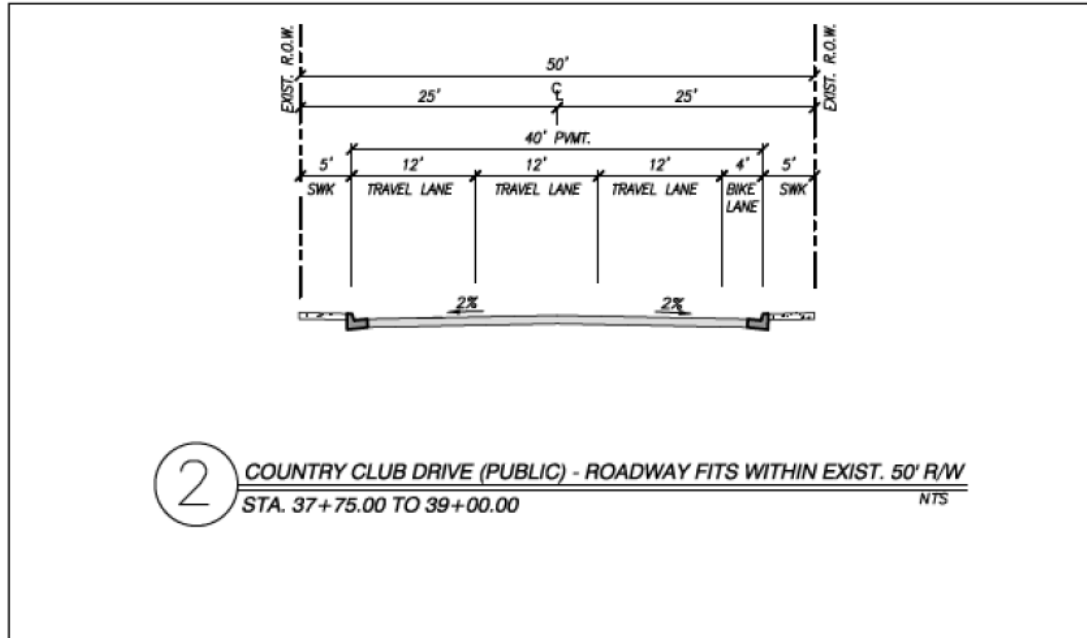 EXIST. R.O.W.
EXIST. R.O.W.
50'
℄
25'
25'
40' PVMT.
5'
12'
12'
12'
4'
5'
SWK
TRAVEL LANE
TRAVEL LANE
TRAVEL LANE
BIKE
LANE
SWK
2%
2%
2
COUNTRY CLUB DRIVE (PUBLIC) - ROADWAY FITS WITHIN EXIST. 50' R/W
STA. 37+75.00 TO 39+00.00
NTS